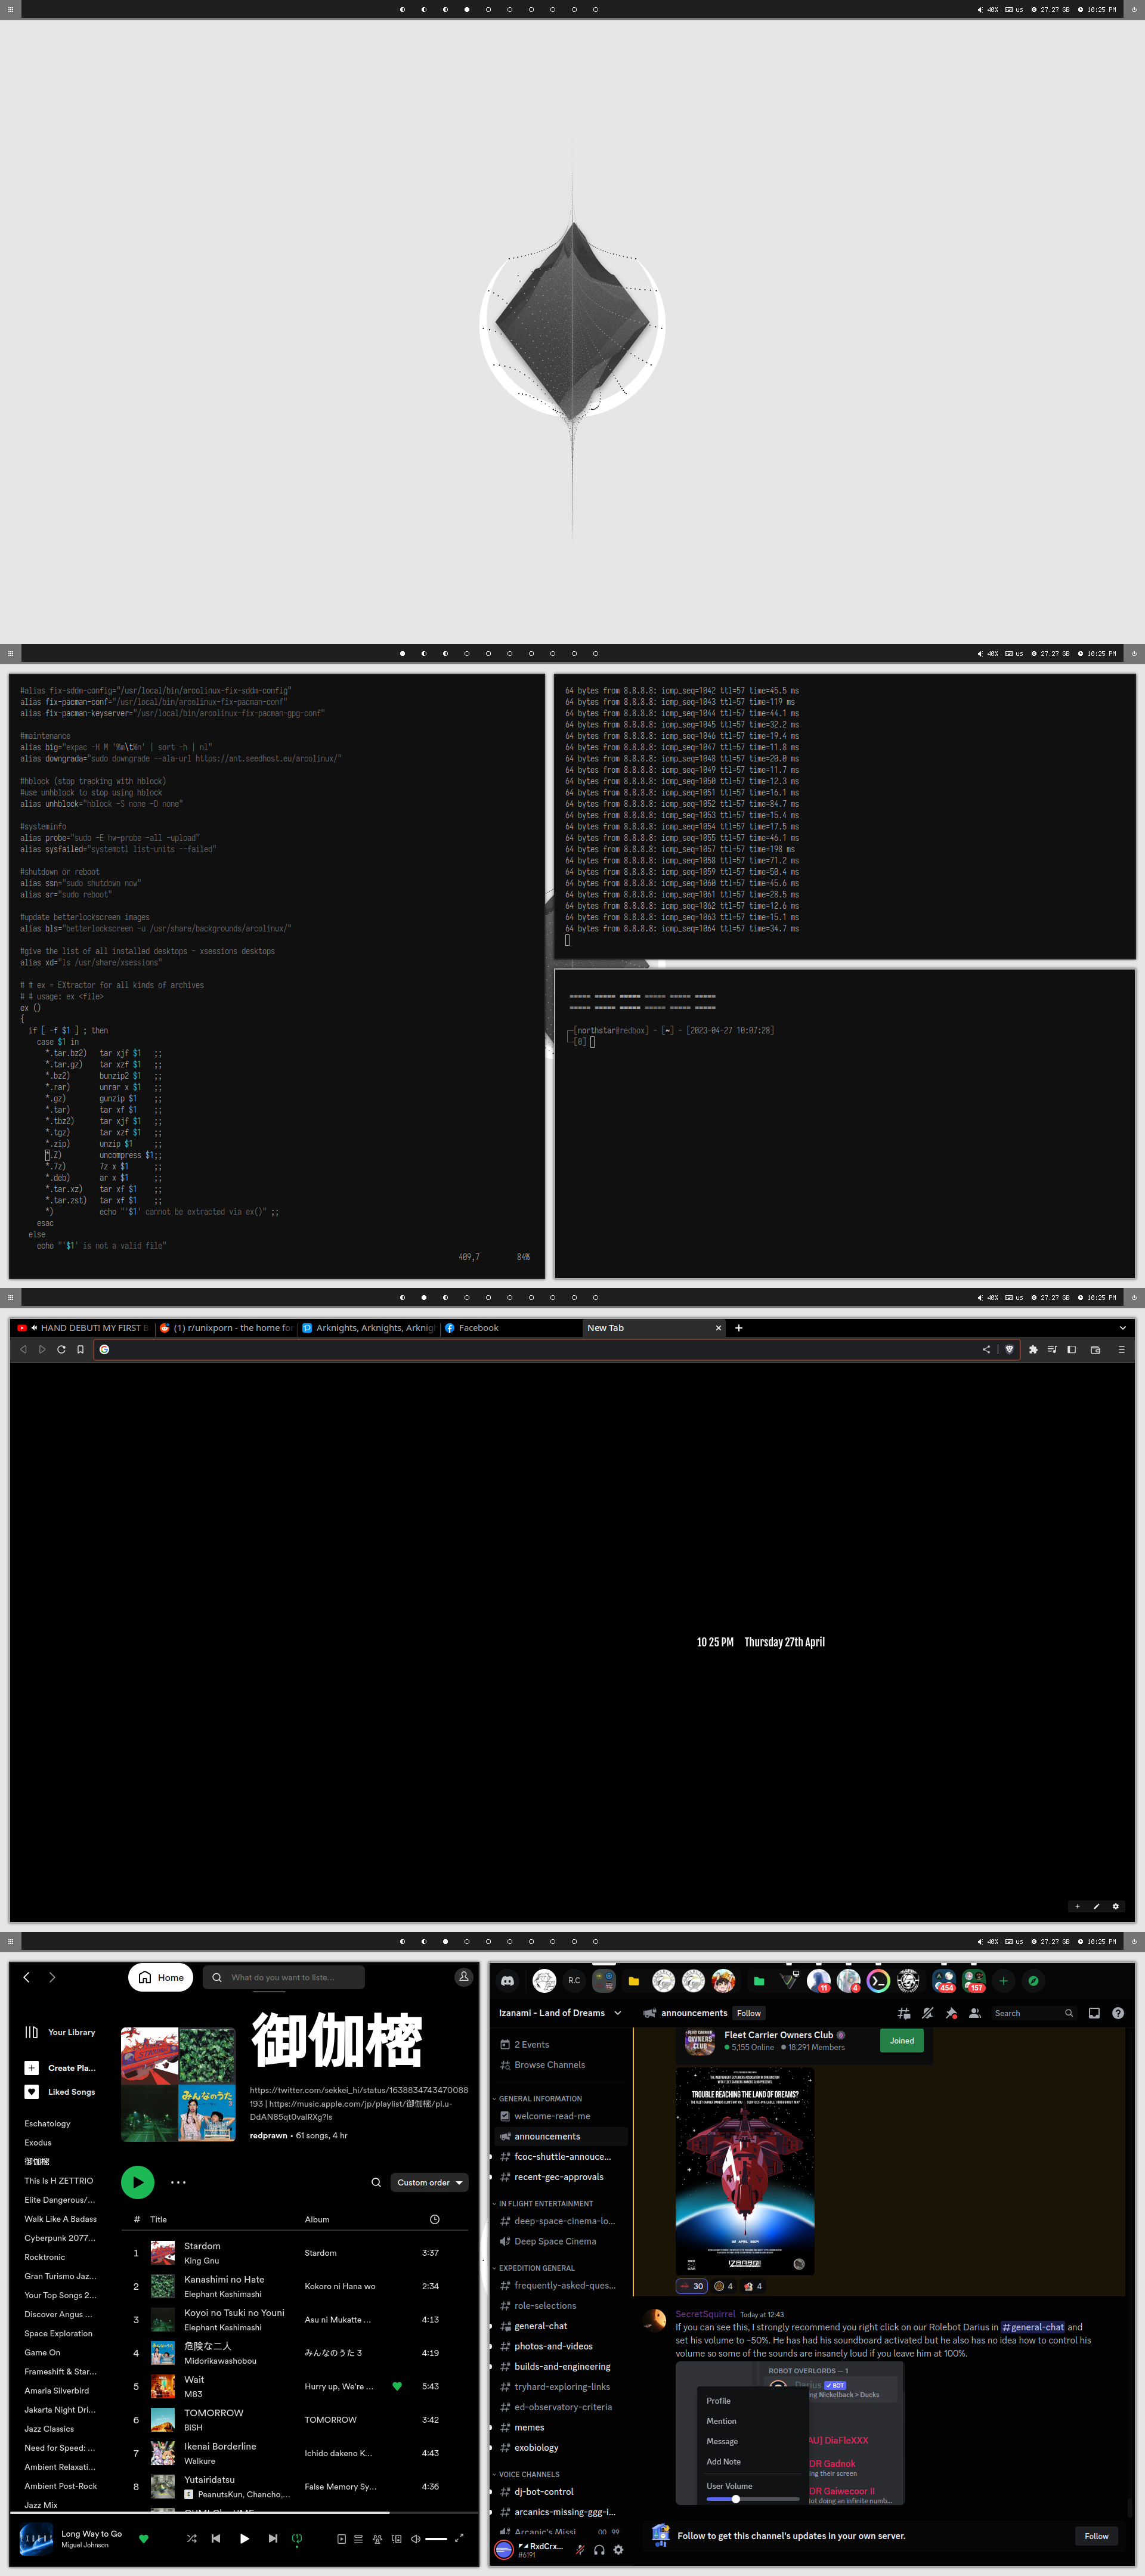 40% us 27.27 GB 10:25 PM
40% us 27.27 GB 10:25 PM
#alias fix-sddm-config="/usr/local/bin/arcolinux-fix-sddm-config"
alias fix-pacman-conf="/usr/local/bin/arcolinux-fix-pacman-conf"
alias fix-pacman-keyserver="/usr/local/bin/arcolinux-fix-pacman-gpg-conf"
#maintenance
alias big="expac -H M '%m\t%n' | sort -h | nl"
alias downgrada="sudo downgrade --ala-url https://ant.seedhost.eu/arcolinux/"
#hblock (stop tracking with hblock)
#use unhblock to stop using hblock
alias unhblock="hblock -S none -D none"
#systeminfo
alias probe="sudo -E hw-probe -all -upload"
alias sysfailed="systemctl list-units --failed"
#shutdown or reboot
alias ssn="sudo shutdown now"
alias sr="sudo reboot"
#update betterlockscreen images
alias bls="betterlockscreen -u /usr/share/backgrounds/arcolinux/"
#give the list of all installed desktops - xsessions desktops
alias xd="ls /usr/share/xsessions"
# # ex = EXtractor for all kinds of archives
# # usage: ex <file>
ex ()
{
if [ -f $1 ] ; then
case $1 in
*.tar.bz2) tar xjf $1 ;;
*.tar.gz) tar xzf $1 ;;
*.bz2) bunzip2 $1 ;;
*.rar) unrar x $1 ;;
*.gz) gunzip $1 ;;
*.tar) tar xf $1 ;;
*.tbz2) tar xjf $1 ;;
*.tgz) tar xzf $1 ;;
*.zip) unzip $1 ;;
*.Z) uncompress $1;;
*.7z) 7z x $1 ;;
*.deb) ar x $1 ;;
*.tar.xz) tar xf $1 ;;
*.tar.zst) tar xf $1 ;;
*) echo "'$1' cannot be extracted via ex()" ;;
esac
else
echo "'$1' is not a valid file"
409,7 84%
64 bytes from 8.8.8.8: icmp_seq=1042 ttl=57 time=45.5 ms
64 bytes from 8.8.8.8: icmp_seq=1043 ttl=57 time=119 ms
64 bytes from 8.8.8.8: icmp_seq=1044 ttl=57 time=44.1 ms
64 bytes from 8.8.8.8: icmp_seq=1045 ttl=57 time=32.2 ms
64 bytes from 8.8.8.8: icmp_seq=1046 ttl=57 time=19.4 ms
64 bytes from 8.8.8.8: icmp_seq=1047 ttl=57 time=11.8 ms
64 bytes from 8.8.8.8: icmp_seq=1048 ttl=57 time=20.0 ms
64 bytes from 8.8.8.8: icmp_seq=1049 ttl=57 time=11.7 ms
64 bytes from 8.8.8.8: icmp_seq=1050 ttl=57 time=12.3 ms
64 bytes from 8.8.8.8: icmp_seq=1051 ttl=57 time=16.1 ms
64 bytes from 8.8.8.8: icmp_seq=1052 ttl=57 time=84.7 ms
64 bytes from 8.8.8.8: icmp_seq=1053 ttl=57 time=15.4 ms
64 bytes from 8.8.8.8: icmp_seq=1054 ttl=57 time=17.5 ms
64 bytes from 8.8.8.8: icmp_seq=1055 ttl=57 time=46.1 ms
64 bytes from 8.8.8.8: icmp_seq=1057 ttl=57 time=198 ms
64 bytes from 8.8.8.8: icmp_seq=1058 ttl=57 time=71.2 ms
64 bytes from 8.8.8.8: icmp_seq=1059 ttl=57 time=50.4 ms
64 bytes from 8.8.8.8: icmp_seq=1060 ttl=57 time=45.6 ms
64 bytes from 8.8.8.8: icmp_seq=1061 ttl=57 time=28.5 ms
64 bytes from 8.8.8.8: icmp_seq=1062 ttl=57 time=12.6 ms
64 bytes from 8.8.8.8: icmp_seq=1063 ttl=57 time=15.1 ms
64 bytes from 8.8.8.8: icmp_seq=1064 ttl=57 time=34.7 ms
===== ===== ===== ===== ===== =====
===== ===== ===== ===== ===== =====
[northstar@redbox] - [~] - [2023-04-27 10:07:28]
[0]
40% us 27.27 GB 10:25 PM
HAND DEBUT! MY FIRST B
(1) r/unixporn - the home for
Arknights, Arknights, Arknigh
Facebook
New Tab
10 25 PM Thursday 27th April
40% us 27.27 GB 10:25 PM
Home
What do you want to liste...
Your Library
Create Pla...
Liked Songs
Eschatology
Exodus
御伽樒
This Is H ZETTRIO
Elite Dangerous/...
Walk Like A Badass
Cyberpunk 2077...
Rocktronic
Gran Turismo Jaz...
Your Top Songs 2...
Discover Angus ...
Space Exploration
Game On
Frameshift & Star...
Amaria Silverbird
Jakarta Night Dri...
Jazz Classics
Need for Speed: ...
Ambient Relaxati...
Ambient Post-Rock
Jazz Mix
みんなのうた
御伽樒
https://twitter.com/sekkei_hi/status/1638834743470088
193 | https://music.apple.com/jp/playlist/御伽樒/pl.u-
DdAN85qt0valRXg?ls
redprawn • 61 songs, 4 hr
Custom order
# Title Album
1 Stardom Stardom 3:37
King Gnu
2 Kanashimi no Hate Kokoro ni Hana wo 2:34
Elephant Kashimashi
3 Koyoi no Tsuki no Youni Asu ni Mukatte ... 4:13
Elephant Kashimashi
4 危険な二人 みんなのうた 3 4:19
Midorikawashobou
5 Wait Hurry up, We're ... 5:43
M83
6 TOMORROW TOMORROW 3:42
BiSH
7 Ikenai Borderline Ichido dakeno K... 4:43
Walkure
8 Yutairidatsu False Memory Sy... 4:36
E PeanutsKun, Chancho,...
Long Way to Go
Miguel Johnson
R.C
11
4
454
157
Izanami - Land of Dreams
announcements
Follow
Search
2 Events
Browse Channels
GENERAL INFORMATION
welcome-read-me
announcements
fcoc-shuttle-annouce...
recent-gec-approvals
IN FLIGHT ENTERTAINMENT
deep-space-cinema-lo...
Deep Space Cinema
EXPEDITION GENERAL
frequently-asked-ques...
role-selections
general-chat
photos-and-videos
builds-and-engineering
tryhard-exploring-links
ed-observatory-criteria
memes
exobiology
VOICE CHANNELS
dj-bot-control
arcanics-missing-ggg-i...
Arcanic's Missi 00 99
RxdCrx...
#6191
CARRIER
OWNERS
CLUB
Fleet Carrier Owners Club
5,155 Online 18,291 Members
Joined
TROUBLE REACHING THE LAND OF DREAMS?
IZANAMI
30 4 4
SecretSquirrel Today at 12:43
If you can see this, I strongly recommend you right click on our Rolebot Darius in #general-chat and
set his volume to ~50%. He has had his soundboard activated but he also has no idea how to control his
volume so some of the sounds are insanely loud if you leave him at 100%.
ROBOT OVERLORDS — 1
Darius BOT
ng Nickelback > Ducks
Profile
Mention
Message
Add Note
User Volume
AU] DiaFleXXX
DR Gadnok
ing their screen
DR Gaiwecoor II
lot doing an infinite numb...
Follow to get this channel's updates in your own server.
Follow